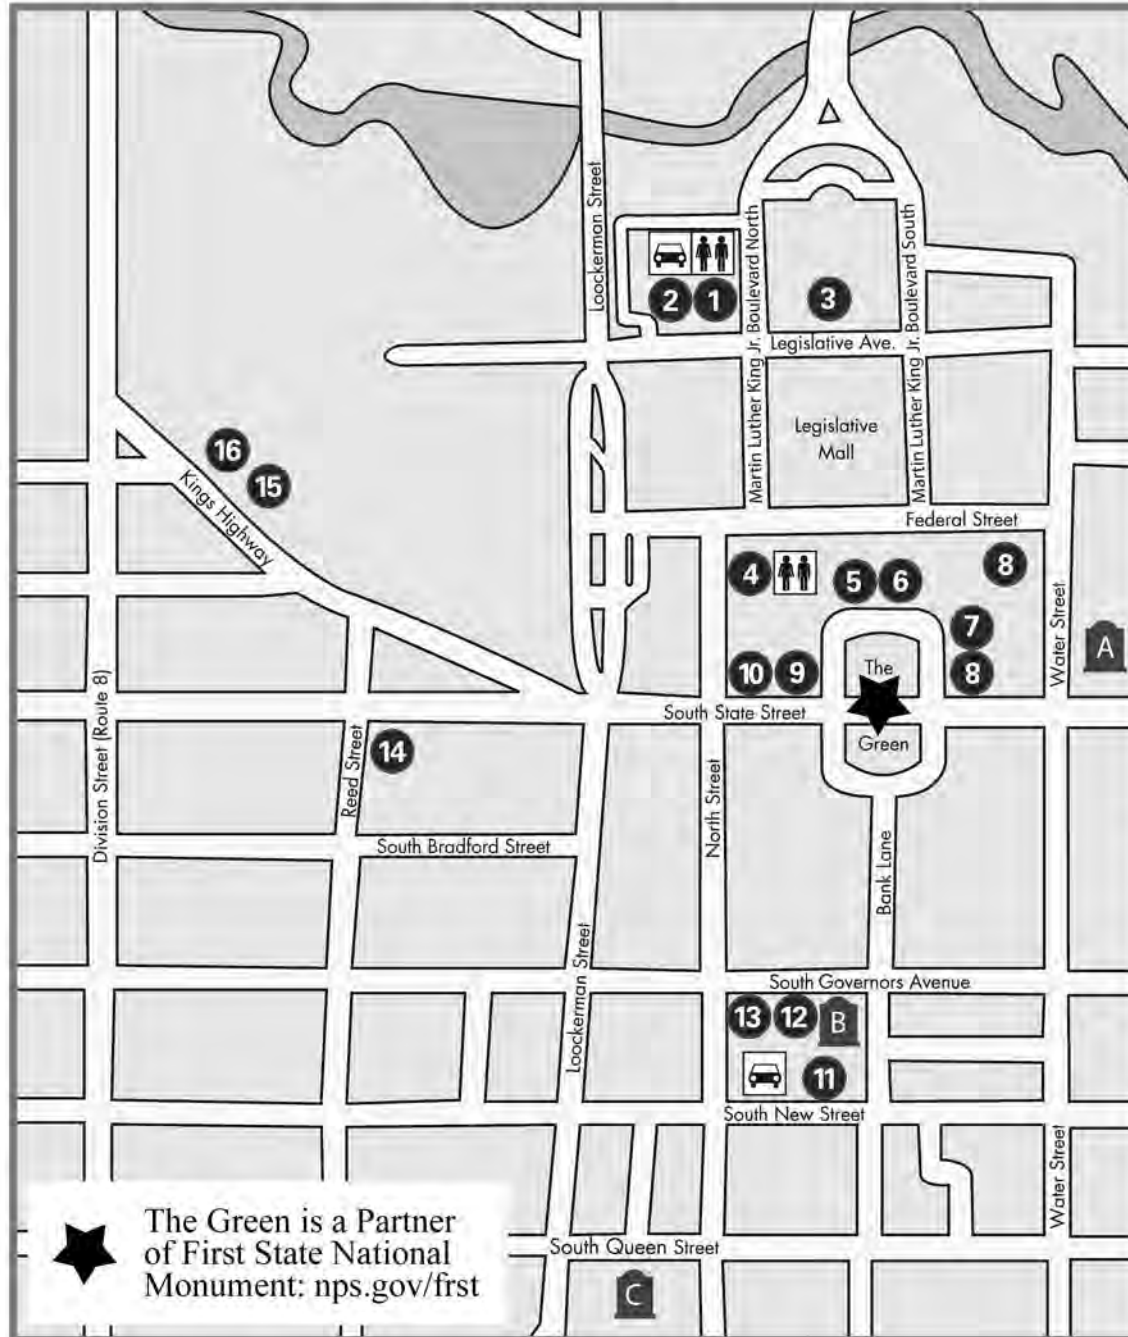 Loockerman Street
Martin Luther King Jr. Boulevard North
Martin Luther King Jr. Boulevard South
2
1
3
Legislative Ave.
Legislative
Mall
16
15
Kings Highway
Federal Street
4
5
6
8
7
8
10
9
Water Street
A
Division Street (Route 8)
The
Green
South State Street
Reed Street
14
North Street
South Bradford Street
Bank Lane
Loockerman Street
South Governors Avenue
13
12
B
11
South New Street
Water Street
South Queen Street
C
The Green is a Partner
of First State National
Monument: nps.gov/frst